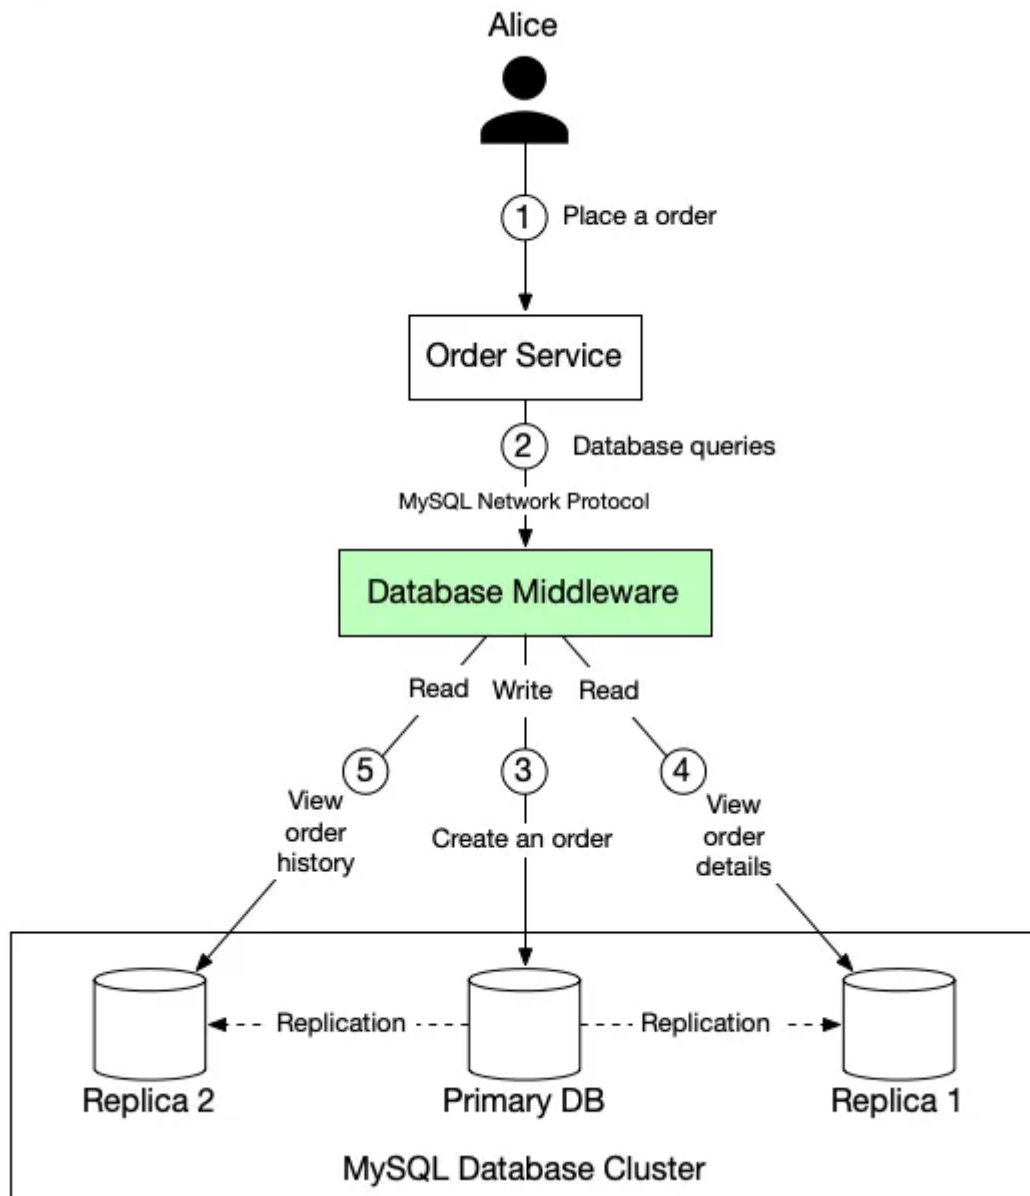 Alice
1
Place a order
Order Service
2
Database queries
MySQL Network Protocol
Database Middleware
Read
Write
Read
5
3
4
View
order
history
Create an order
View
order
details
Replication
Replication
Replica 2
Primary DB
Replica 1
MySQL Database Cluster